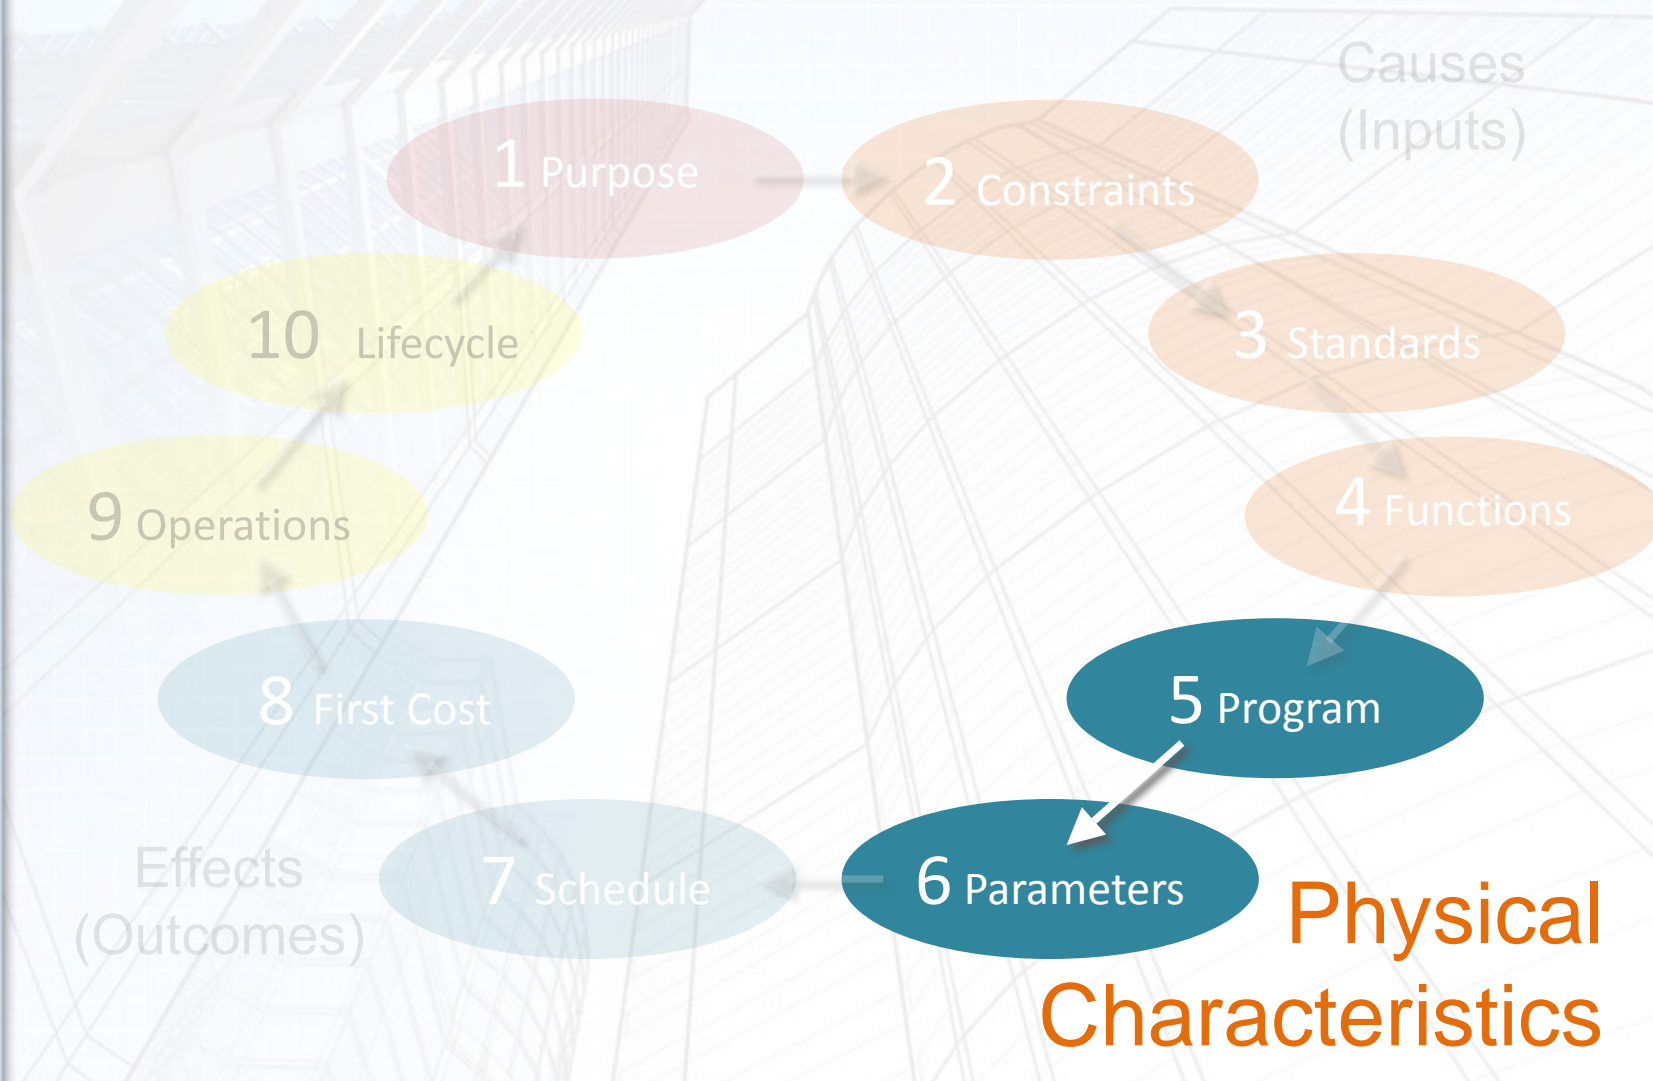 Causes
(Inputs)
1 Purpose
2 Constraints
3 Standards
4 Functions
5 Program
6 Parameters
7 Schedule
8 First Cost
9 Operations
10 Lifecycle
Effects
(Outcomes)
Physical
Characteristics